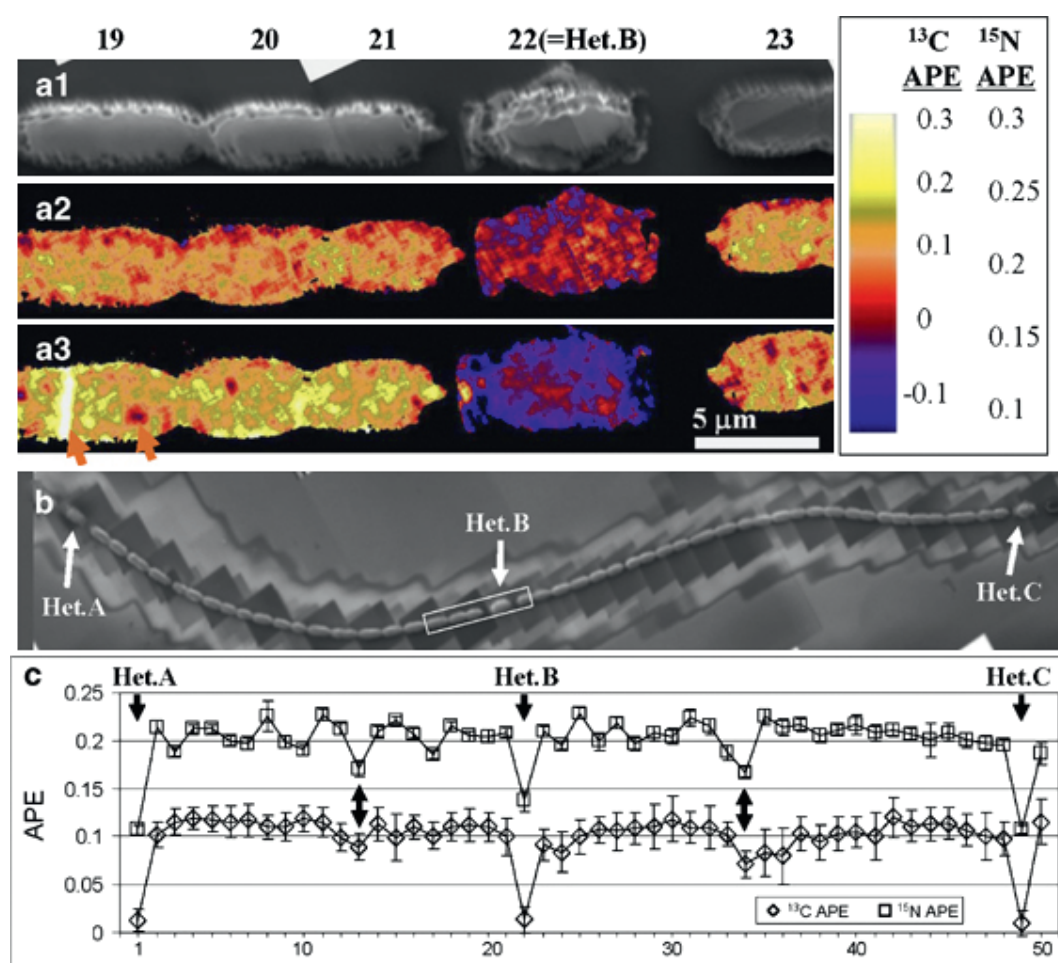 19 20 21 22(=Het.B) 23
¹³C ¹⁵N
APE APE
a1
0.3 0.3
0.2 0.25
a2
0.1 0.2
0 0.15
a3
-0.1 0.1
5 μm
b
Het.B
Het.A
Het.C
c Het.A Het.B Het.C
0.25
0.2
0.15
0.1
0.05
0
APE
¹³C APE ¹⁵N APE
1 10 20 30 40 50